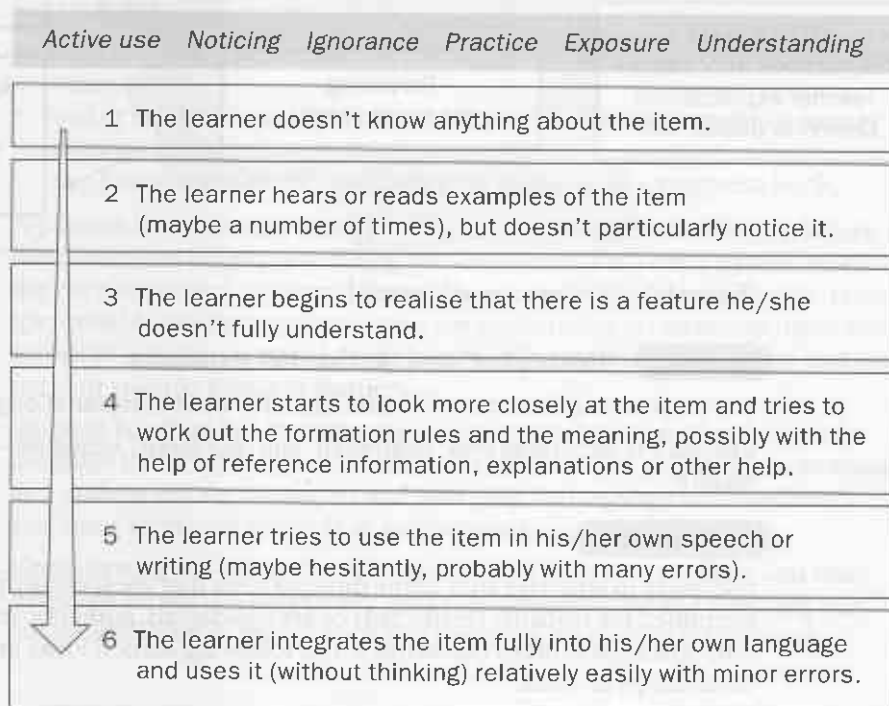 Active use Noticing Ignorance Practice Exposure Understanding
1 The learner doesn't know anything about the item.
2 The learner hears or reads examples of the item
(maybe a number of times), but doesn't particularly notice it.
3 The learner begins to realise that there is a feature he/she
doesn't fully understand.
4 The learner starts to look more closely at the item and tries to
work out the formation rules and the meaning, possibly with the
help of reference information, explanations or other help.
5 The learner tries to use the item in his/her own speech or
writing (maybe hesitantly, probably with many errors).
6 The learner integrates the item fully into his/her own language
and uses it (without thinking) relatively easily with minor errors.